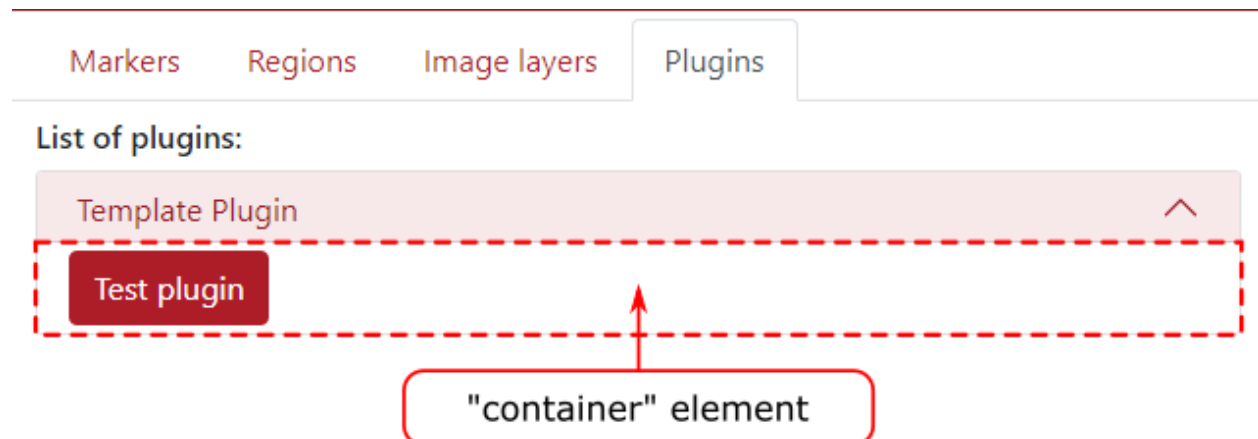 Markers Regions Image layers Plugins
List of plugins:
Template Plugin
Test plugin
"container" element